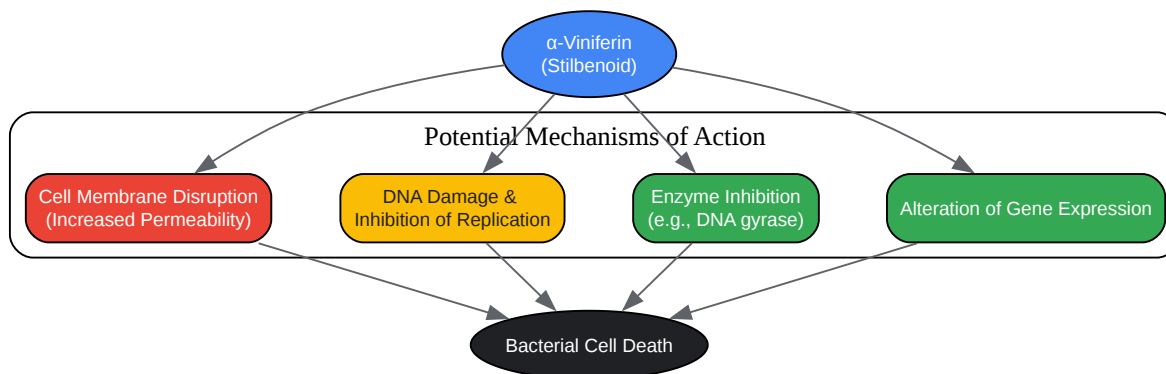 α-Viniferin
(Stilbenoid)
Potential Mechanisms of Action
Cell Membrane Disruption
(Increased Permeability)
DNA Damage &
Inhibition of Replication
Enzyme Inhibition
(e.g., DNA gyrase)
Alteration of Gene Expression
Bacterial Cell Death